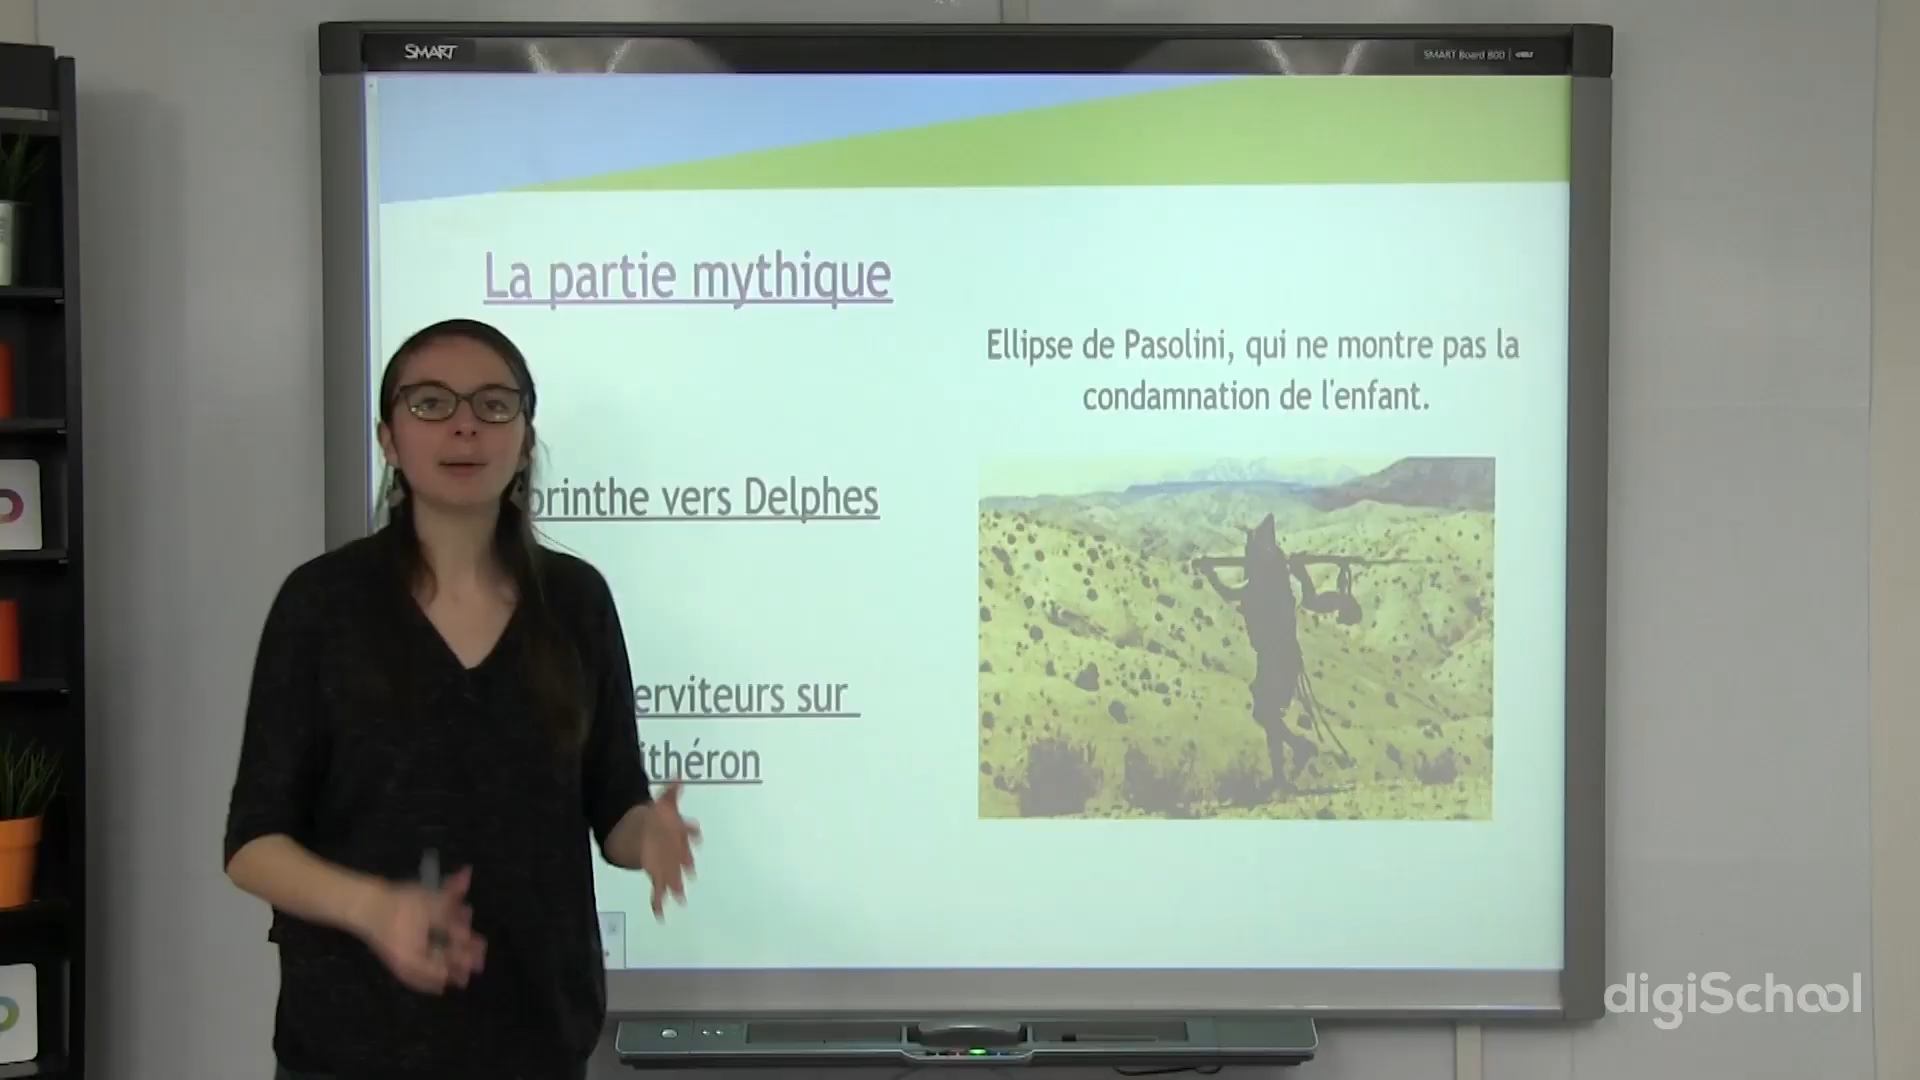 SMART
SMART Board 800
La partie mythique
Ellipse de Pasolini, qui ne montre pas la
condamnation de l'enfant.
orinthe vers Delphes
erviteurs sur
ithéron
digiSchool